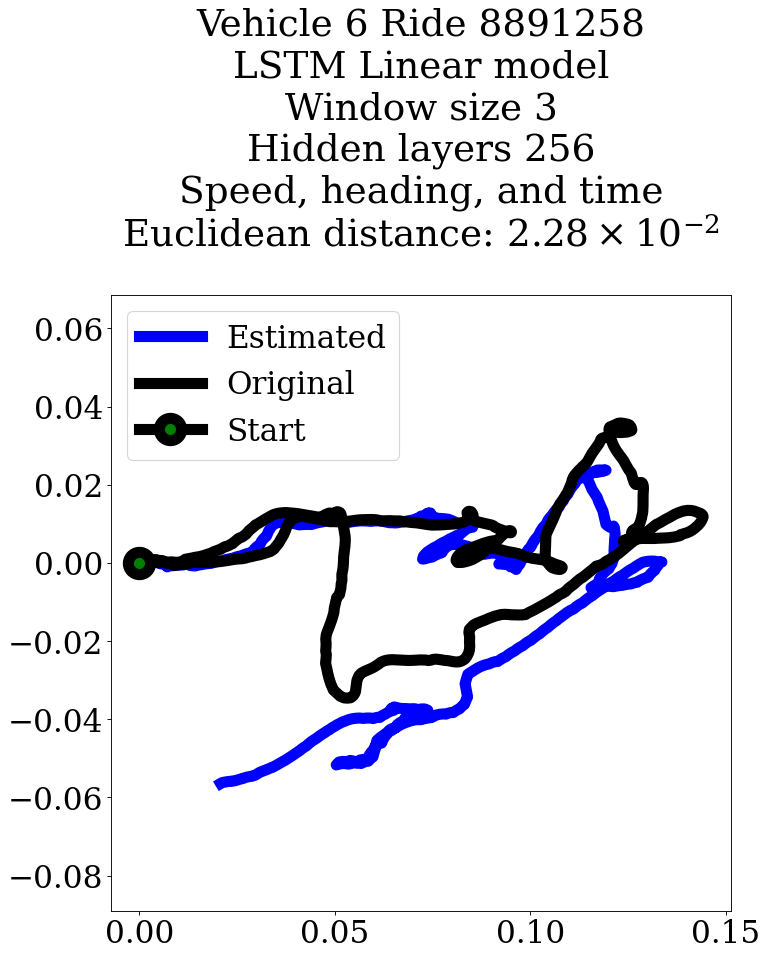 Vehicle 6 Ride 8891258
LSTM Linear model
Window size 3
Hidden layers 256
Speed, heading, and time
Euclidean distance: 2.28 × 10⁻²
Estimated
Original
Start
0.06
0.04
0.02
0.00
−0.02
−0.04
−0.06
−0.08
0.00 0.05 0.10 0.15